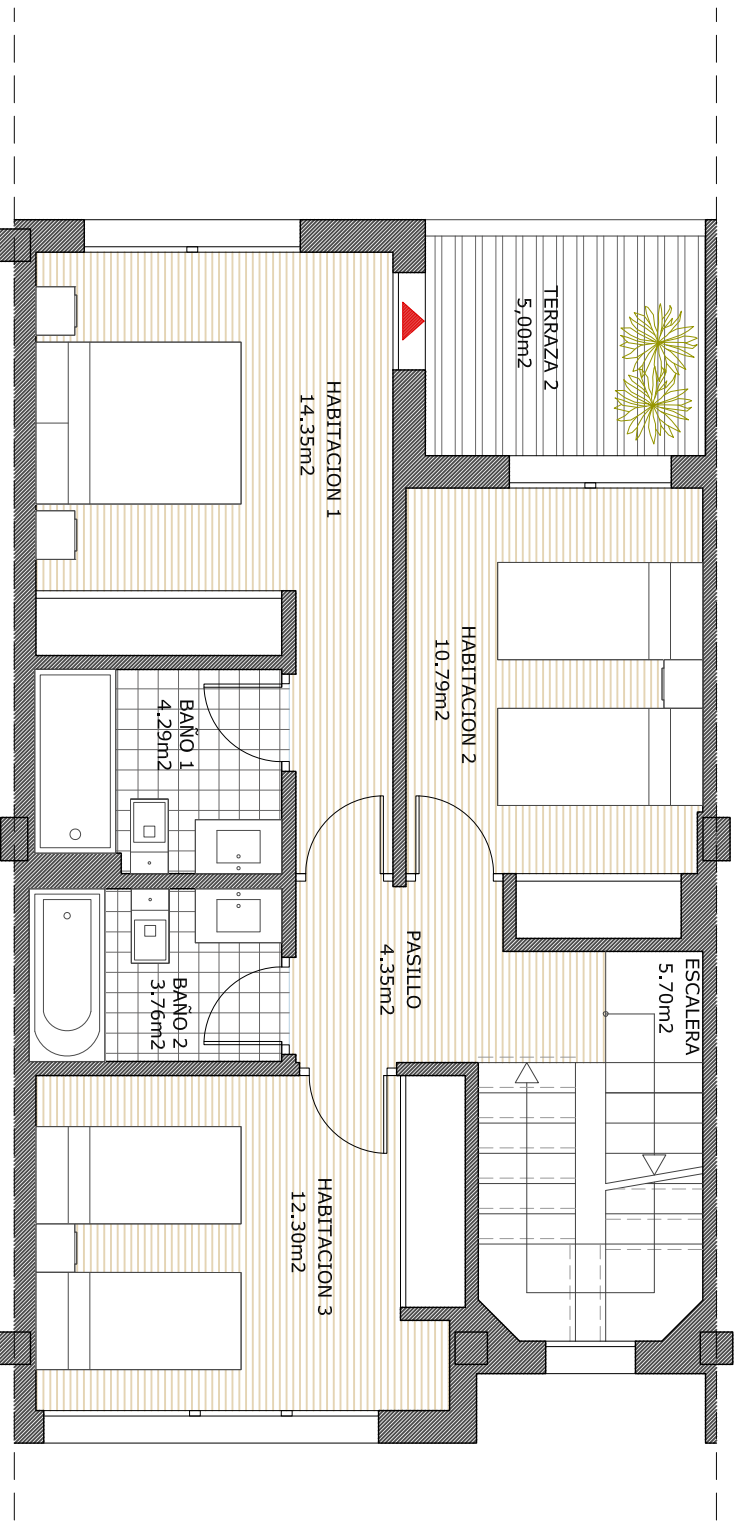 TERRAZA 2
5,00m2
HABITACION 1
14.35m2
HABITACION 2
10.79m2
BAÑO 1
4.29m2
PASILLO
4.35m2
ESCALERA
5.70m2
BAÑO 2
3.76m2
HABITACION 3
12.30m2